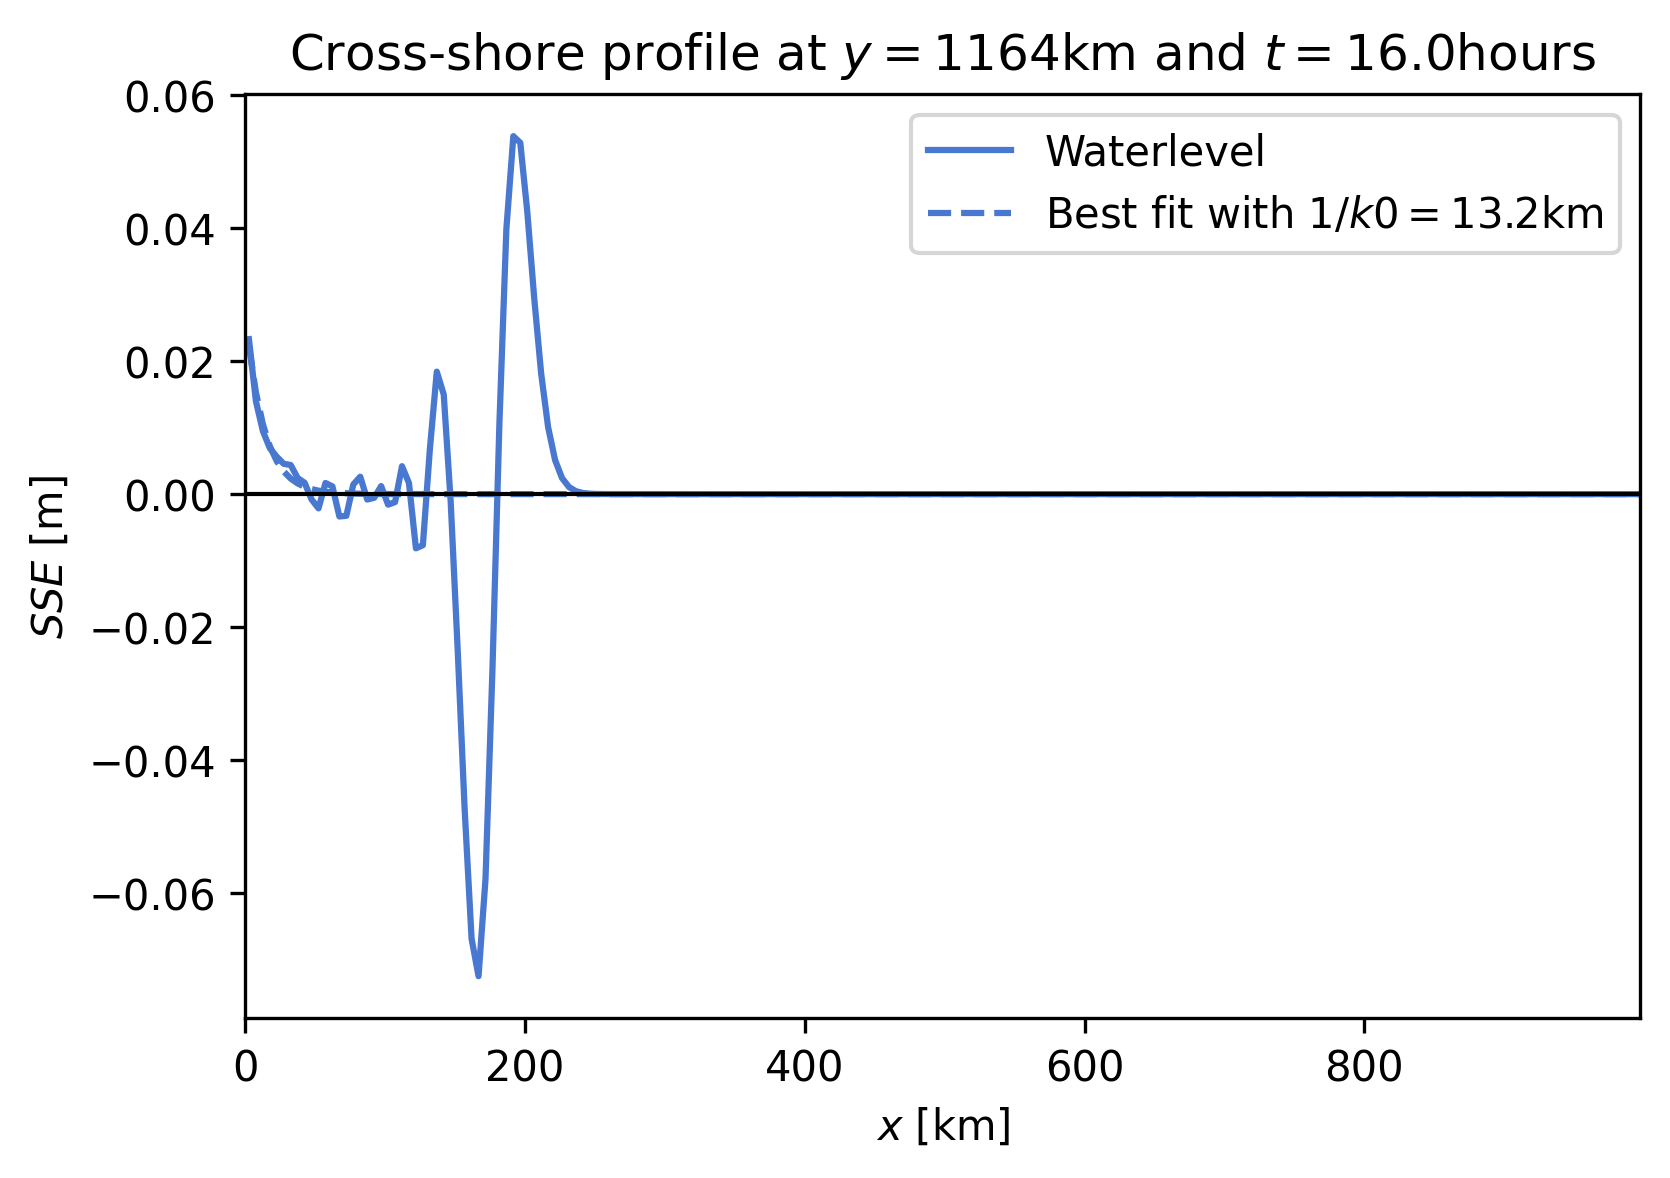 Cross-shore profile at y = 1164km and t = 16.0hours
Waterlevel
Best fit with 1/k0 = 13.2km
0.06
0.04
0.02
0.00
−0.02
−0.04
−0.06
SSE [m]
0 200 400 600 800
x [km]